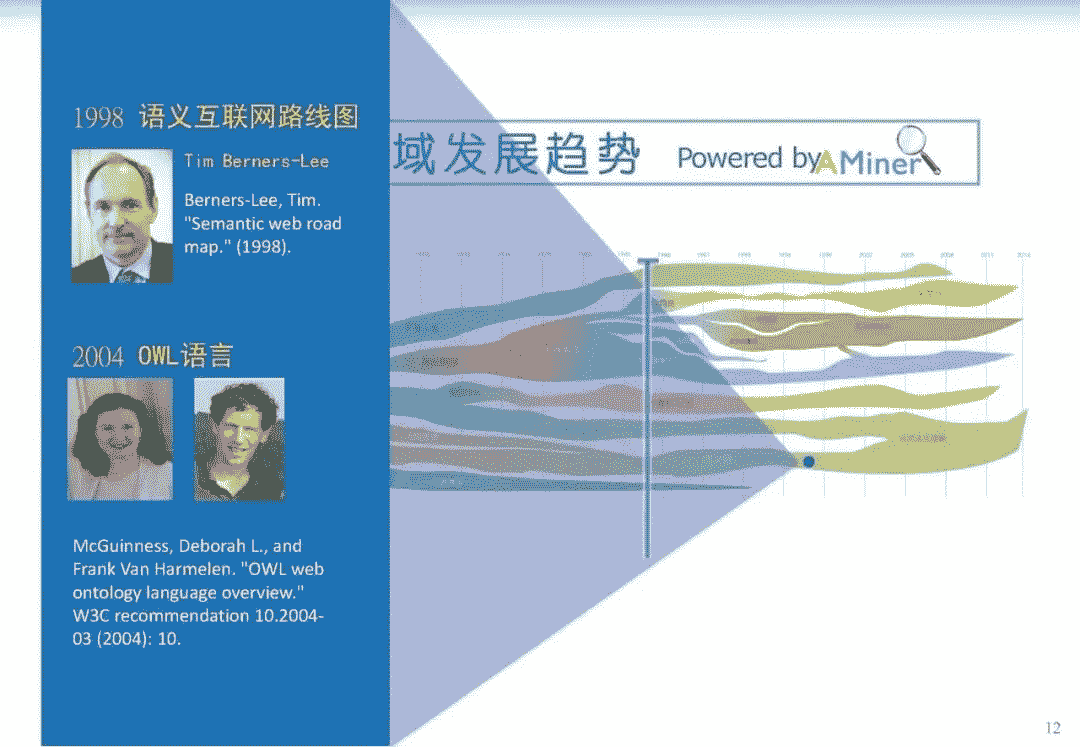 1998 语义互联网路线图
Tim Berners-Lee
Berners-Lee, Tim.
"Semantic web road
map." (1998).
域发展趋势 Powered by AMiner
2004 OWL语言
McGuinness, Deborah L., and
Frank Van Harmelen. "OWL web
ontology language overview."
W3C recommendation 10.2004-
03 (2004): 10.
12